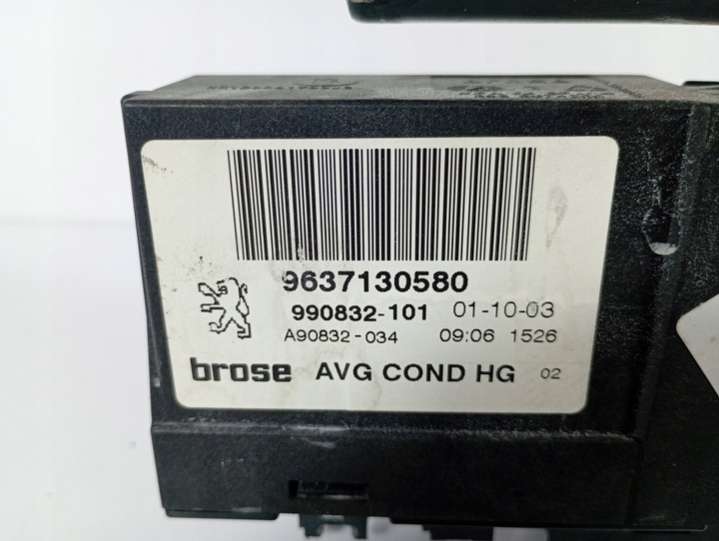 9637130580
990832-101 01-10-03
A90832-034 09:06 1526
brose AVG COND HG 02